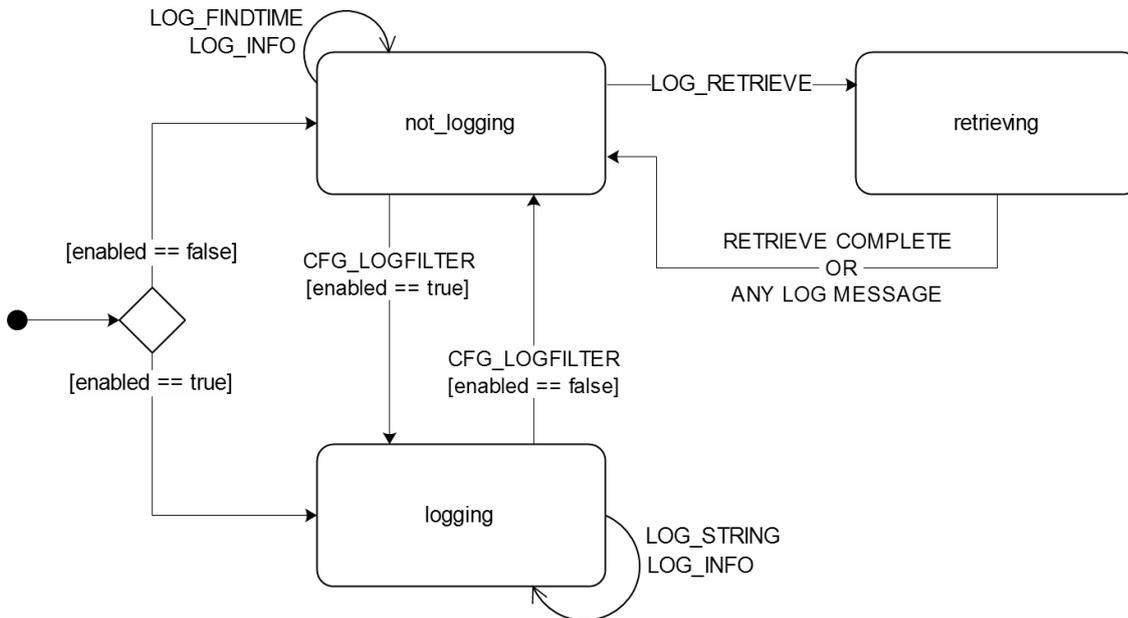 LOG_FINDTIME
LOG_INFO
not_logging
LOG_RETRIEVE
retrieving
[enabled == false]
CFG_LOGFILTER
[enabled == true]
RETRIEVE COMPLETE
OR
ANY LOG MESSAGE
[enabled == true]
CFG_LOGFILTER
[enabled == false]
logging
LOG_STRING
LOG_INFO